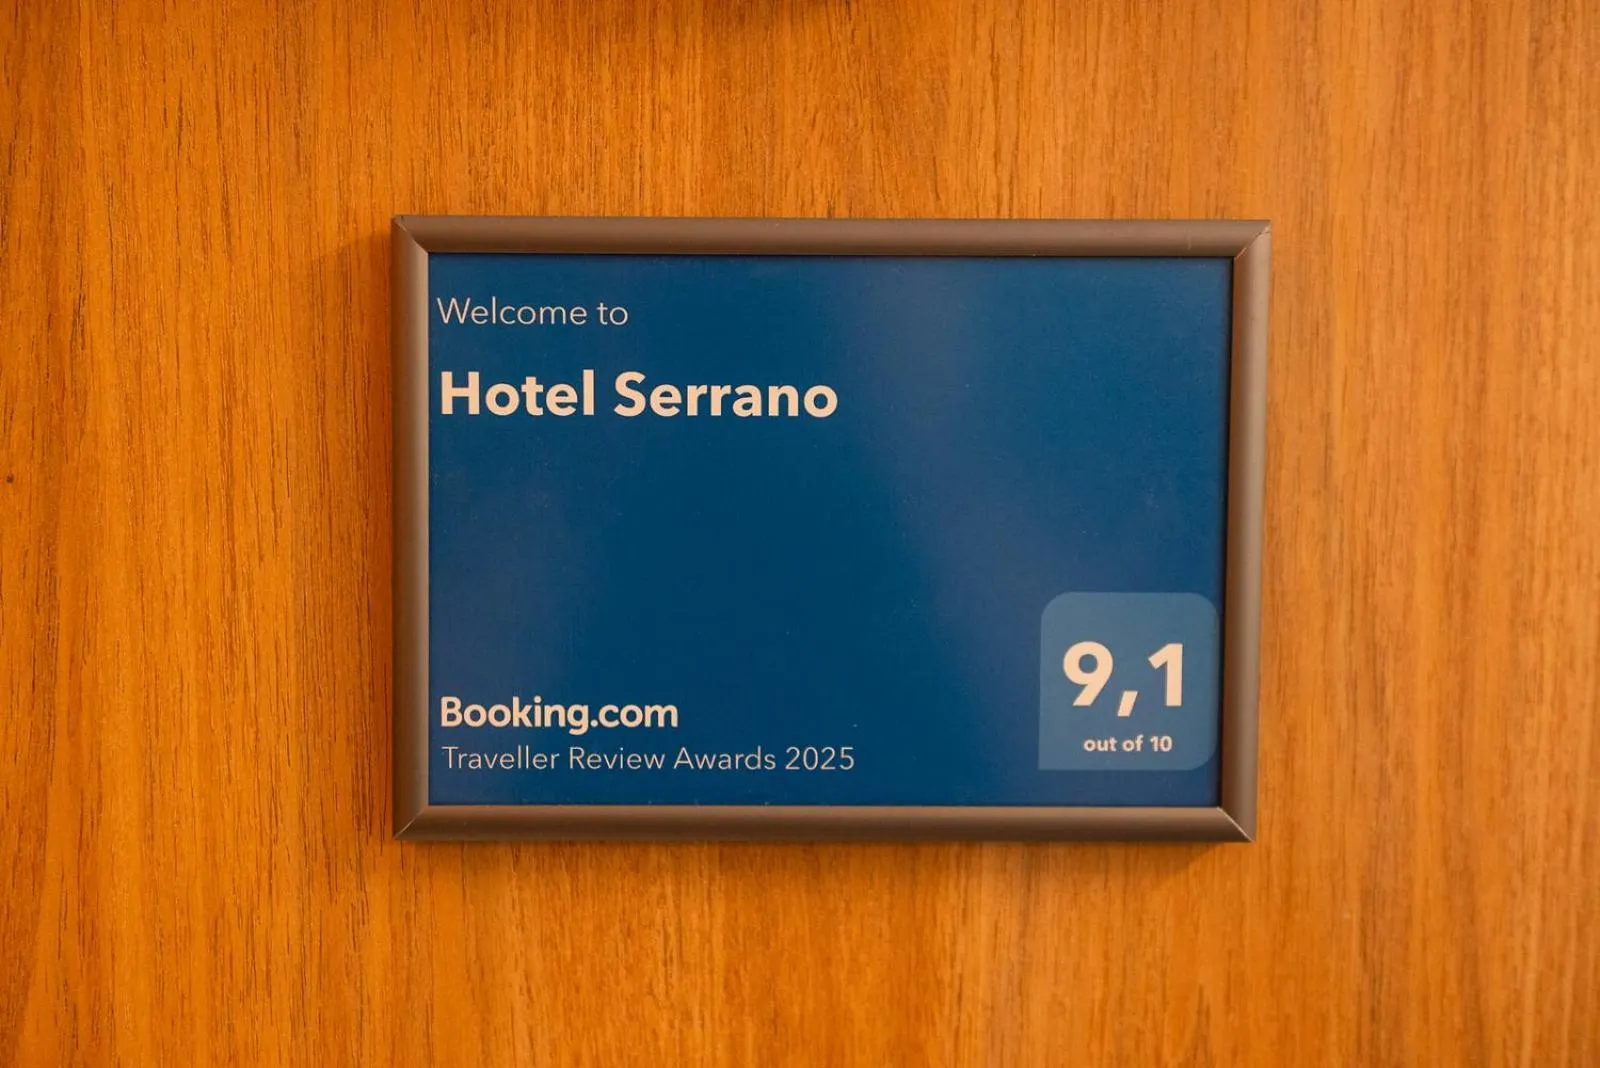 Welcome to
Hotel Serrano
Booking.com
Traveller Review Awards 2025
9,1
out of 10